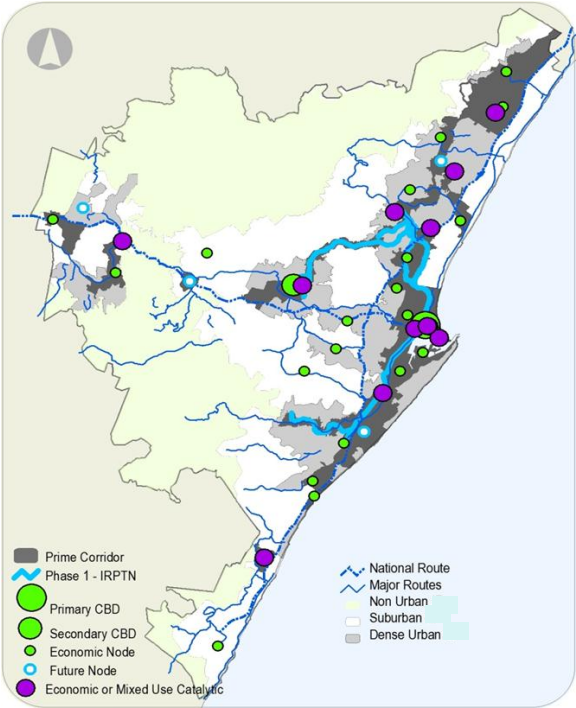 Prime Corridor
Phase 1 - IRPTN
Primary CBD
Secondary CBD
Economic Node
Future Node
Economic or Mixed Use Catalytic
National Route
Major Routes
Non Urban
Suburban
Dense Urban